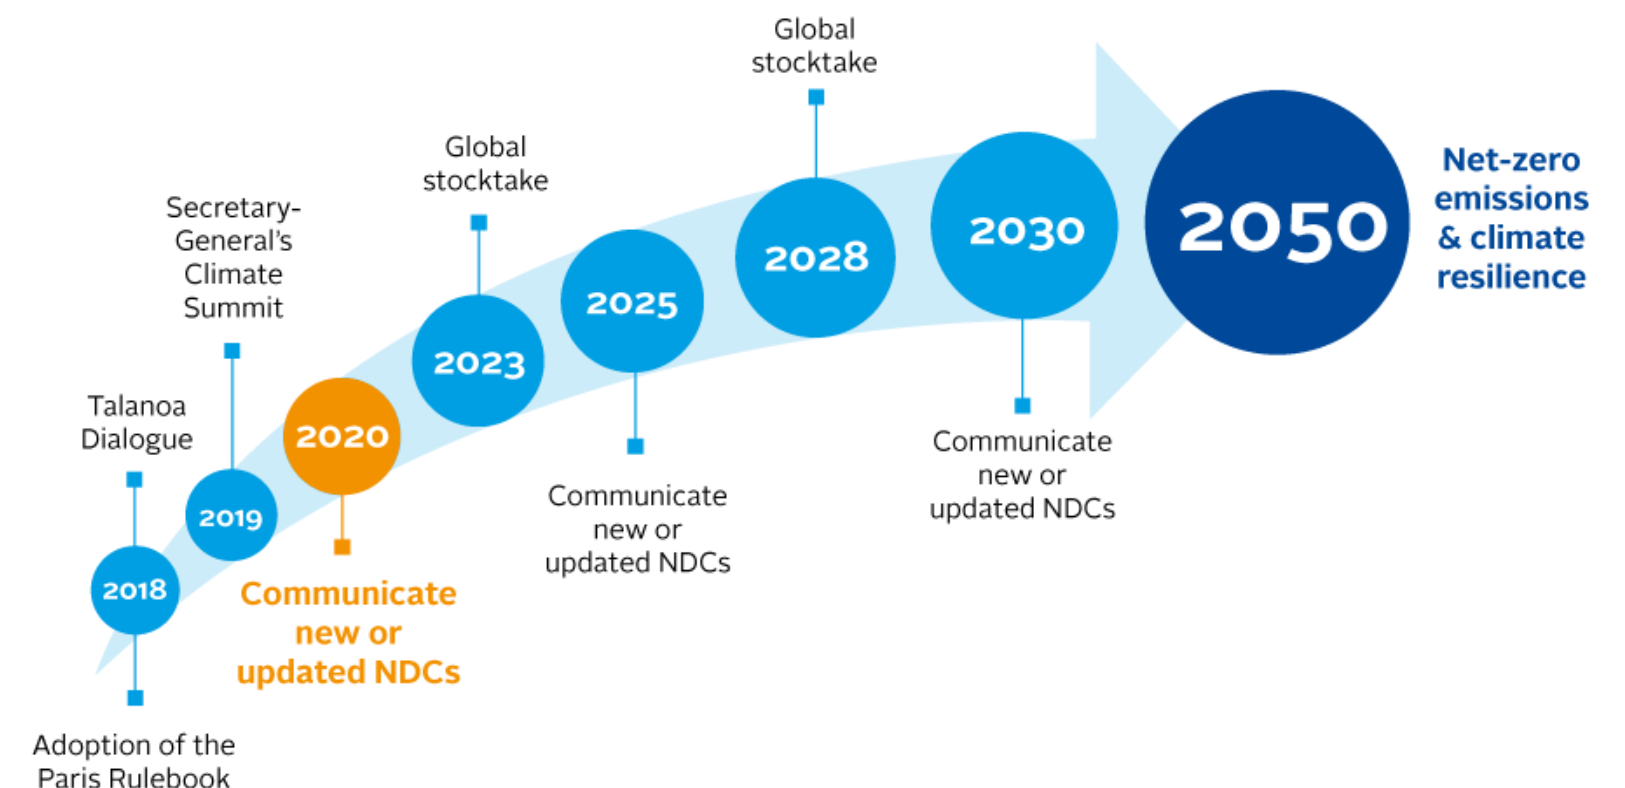 Talanoa
Dialogue
2018
Adoption of the
Paris Rulebook
Secretary-
General’s
Climate
Summit
2019
2020
Communicate
new or
updated NDCs
Global
stocktake
2023
2025
Communicate
new or
updated NDCs
Global
stocktake
2028
2030
Communicate
new or
updated NDCs
2050
Net-zero
emissions
& climate
resilience